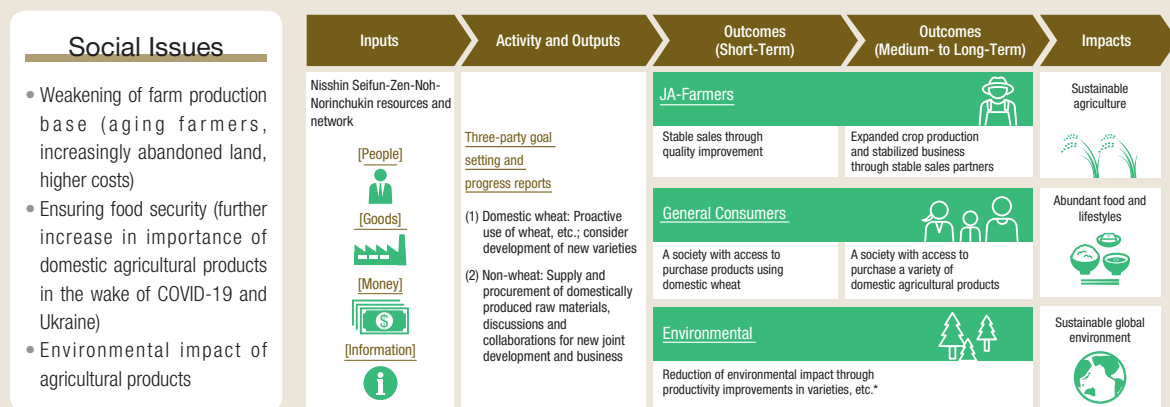 Social Issues
• Weakening of farm production
base (aging farmers,
increasingly abandoned land,
higher costs)
• Ensuring food security (further
increase in importance of
domestic agricultural products
in the wake of COVID-19 and
Ukraine)
• Environmental impact of
agricultural products
Inputs
Activity and Outputs
Outcomes
(Short-Term)
Outcomes
(Medium- to Long-Term)
Impacts
Nisshin Seifun-Zen-Noh-
Norinchukin resources and
network
[People]
[Goods]
[Money]
$
[Information]
i
Three-party goal
setting and
progress reports
(1) Domestic wheat: Proactive
use of wheat, etc.; consider
development of new varieties
(2) Non-wheat: Supply and
procurement of domestically
produced raw materials,
discussions and
collaborations for new joint
development and business
JA-Farmers
Stable sales through
quality improvement
Expanded crop production
and stabilized business
through stable sales partners
Sustainable
agriculture
General Consumers
A society with access to
purchase products using
domestic wheat
A society with access to
purchase a variety of
domestic agricultural products
Abundant food and
lifestyles
Environmental
Reduction of environmental impact through
productivity improvements in varieties, etc.*
Sustainable global
environment